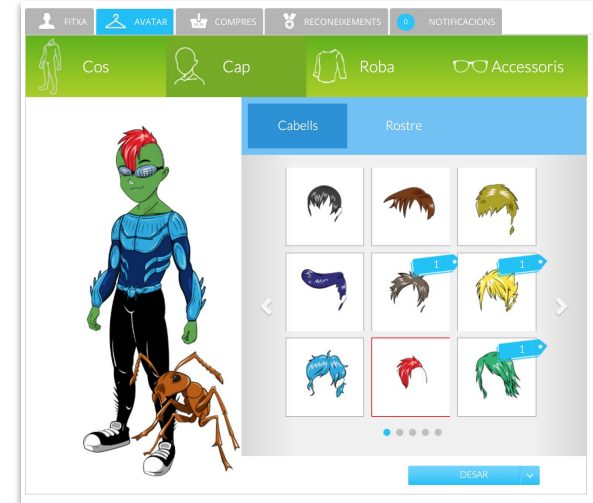 FITXA AVATAR COMPRES RECONEIXEMENTS 0 NOTIFICACIONS
Cos Cap Roba Accessoris
Cabells Rostre
1 1
1
DESAR